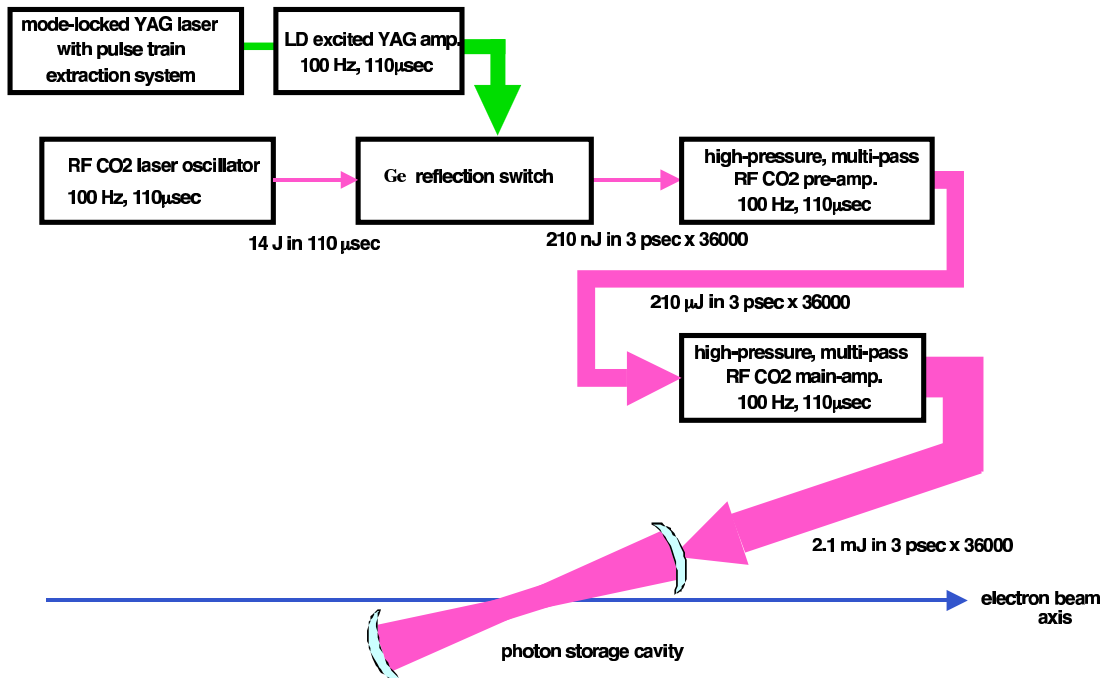 mode-locked YAG laser
with pulse train
extraction system
LD excited YAG amp.
100 Hz, 110μsec
RF CO2 laser oscillator
100 Hz, 110μsec
Ge reflection switch
high-pressure, multi-pass
RF CO2 pre-amp.
100 Hz, 110μsec
14 J in 110 μsec
210 nJ in 3 psec x 36000
210 μJ in 3 psec x 36000
high-pressure, multi-pass
RF CO2 main-amp.
100 Hz, 110μsec
2.1 mJ in 3 psec x 36000
electron beam
axis
photon storage cavity